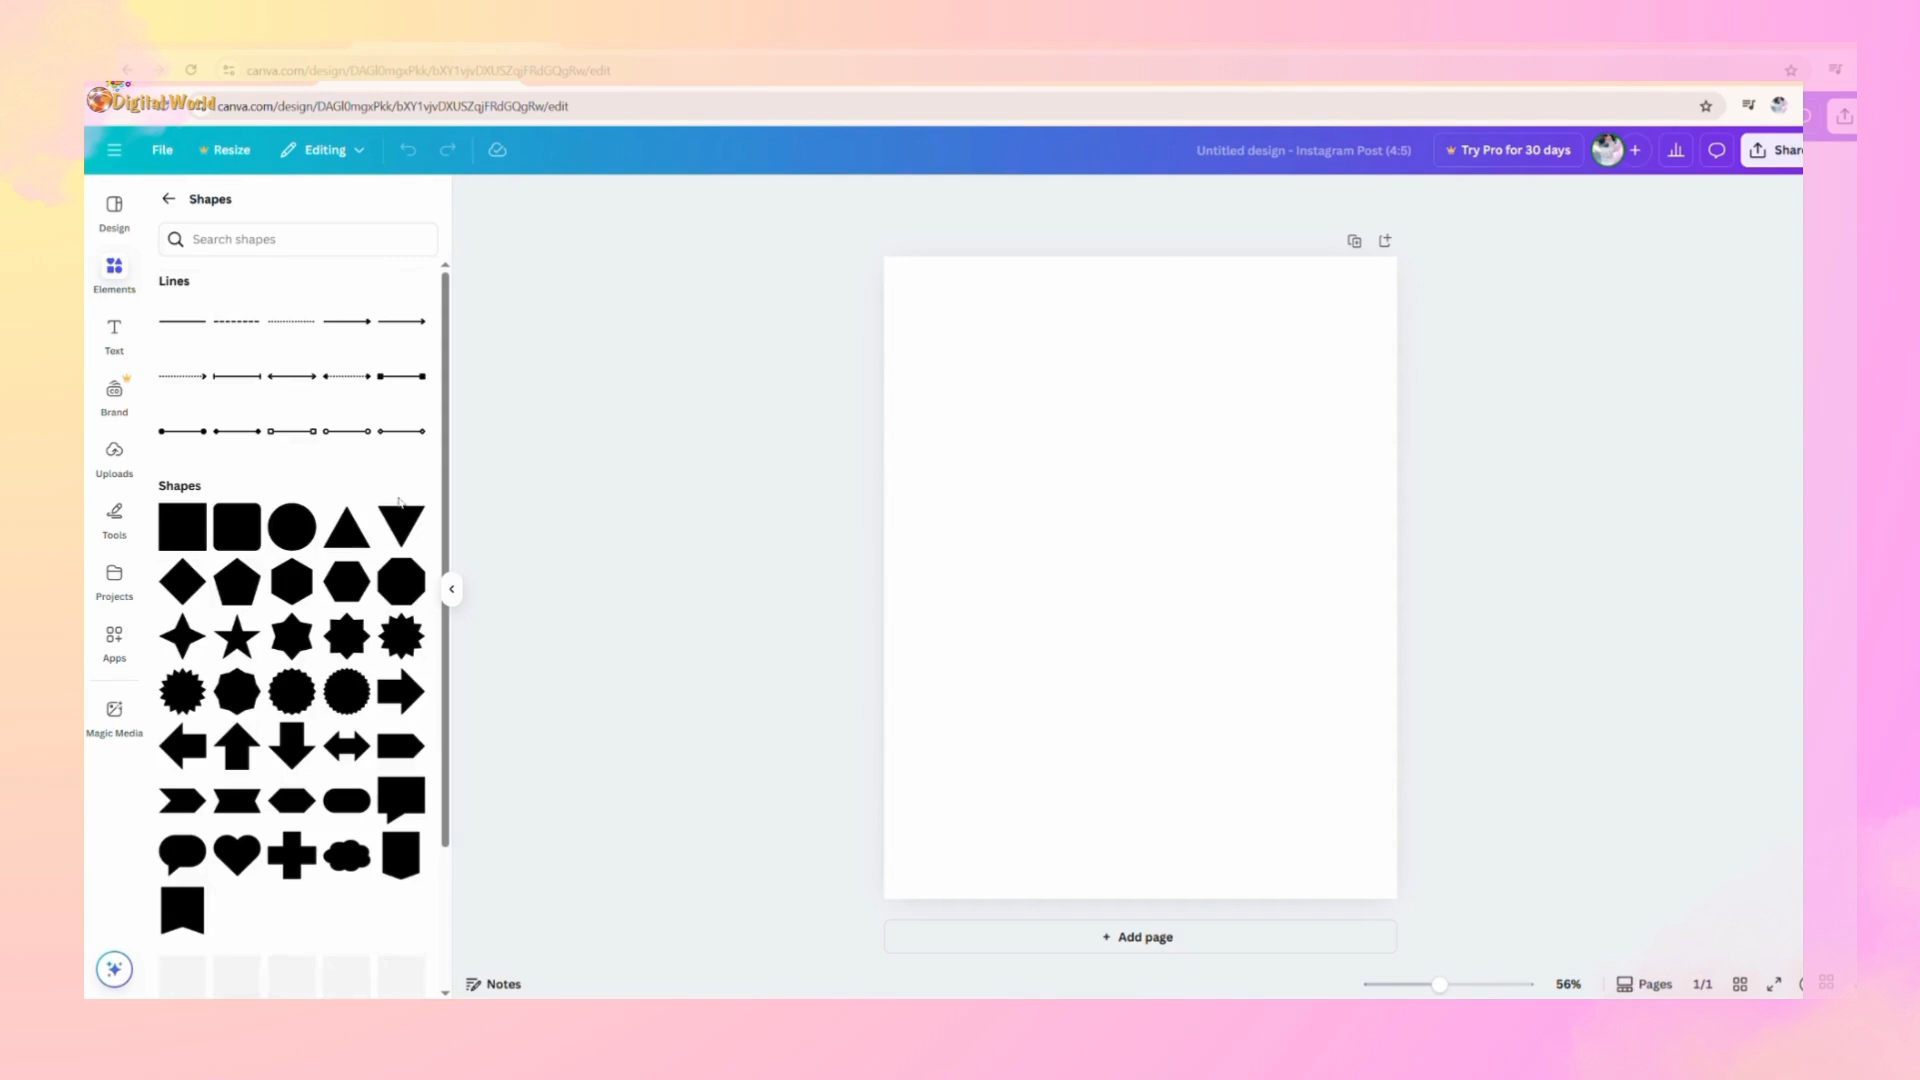 canva.com/design/DAGl0mgxPkk/bXY1vjvDXUSZqjFRdGQgRw/edit
Digital World canva.com/design/DAGl0mgxPkk/bXY1vjvDXUSZqjFRdGQgRw/edit
File Resize Editing Untitled design - Instagram Post (4:5) Try Pro for 30 days Share
Design
Shapes
Search shapes
Elements
Lines
Text
Brand
Uploads
Shapes
Tools
Projects
Apps
Magic Media
+ Add page
Notes 56% Pages 1/1